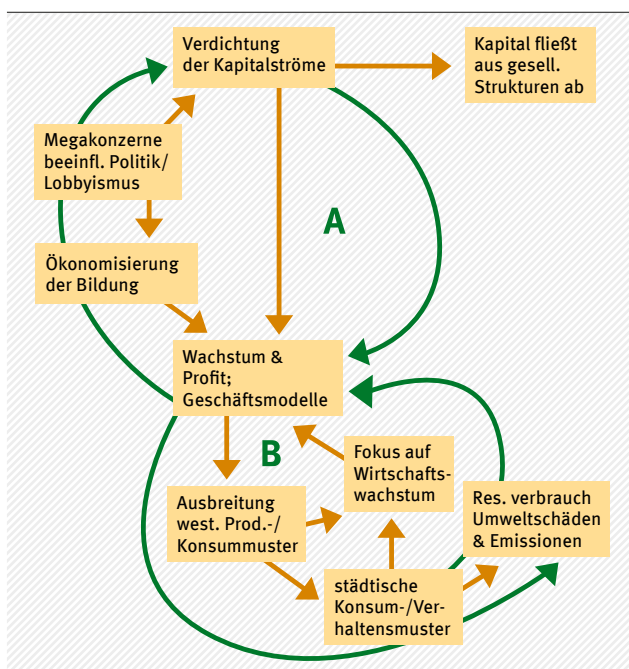 Verdichtung
der Kapitalströme
Kapital fließt
aus gesell.
Strukturen ab
Megakonzerne
beeinfl. Politik/
Lobbyismus
A
Ökonomisierung
der Bildung
Wachstum &
Profit;
Geschäftsmodelle
B
Fokus auf
Wirtschafts-
wachstum
Ausbreitung
west. Prod.-/
Konsummuster
Res. verbrauch
Umweltschäden
& Emissionen
städtische
Konsum-/Ver-
haltensmuster